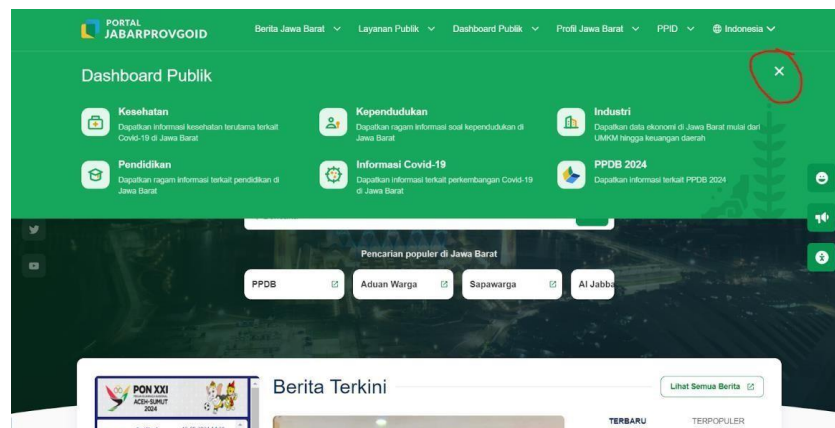 PORTAL
JABARPROVGOID
Berita Jawa Barat
Layanan Publik
Dashboard Publik
Profil Jawa Barat
PPID
Indonesia
Dashboard Publik
Kesehatan
Dapatkan informasi kesehatan terutama terkait
Covid-19 di Jawa Barat
Kependudukan
Dapatkan ragam informasi soal kependudukan di
Jawa Barat
Industri
Dapatkan data ekonomi di Jawa Barat mulai dari
UMKM hingga keuangan daerah
Pendidikan
Dapatkan ragam informasi terkait pendidikan di
Jawa Barat
Informasi Covid-19
Dapatkan informasi terkait perkembangan Covid-19
di Jawa Barat
PPDB 2024
Dapatkan informasi terkait PPDB 2024
Pencarian populer di Jawa Barat
PPDB
Aduan Warga
Sapawarga
Al Jabba
PON XXI
ACEH-SUMUT
2024
Berita Terkini
Lihat Semua Berita
TERBARU
TERPOPULER